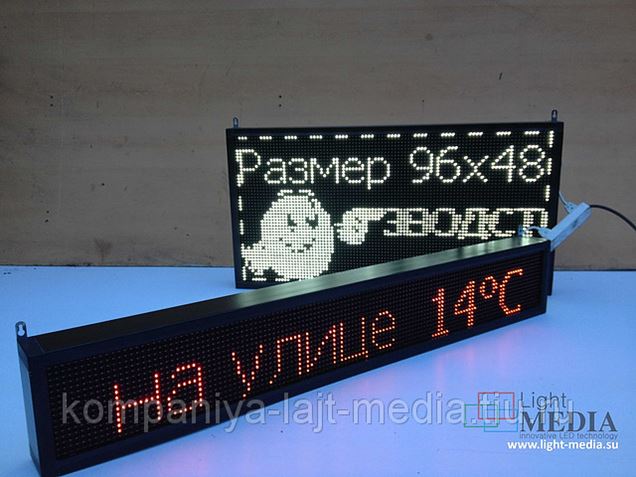 Размер 96x48
ЗВОДСТ
На улице 14°C
kompaniya-lajt-media.tiu.ru
Light
MEDIA
innovative LED technology
www.light-media.su